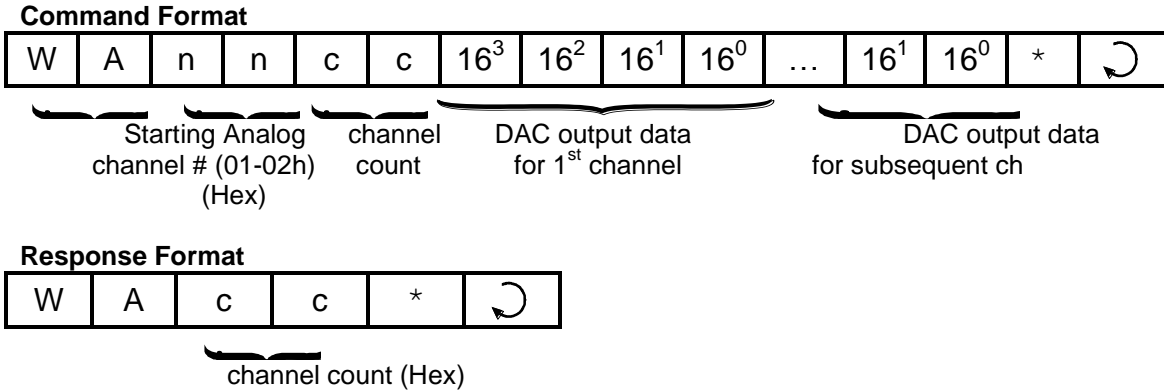 Command Format
W A n n c c 16³ 16² 16¹ 16⁰ … 16¹ 16⁰ *
Starting Analog channel DAC output data DAC output data
channel # (01-02h) count for 1st channel for subsequent ch
(Hex)
Response Format
W A c c *
channel count (Hex)